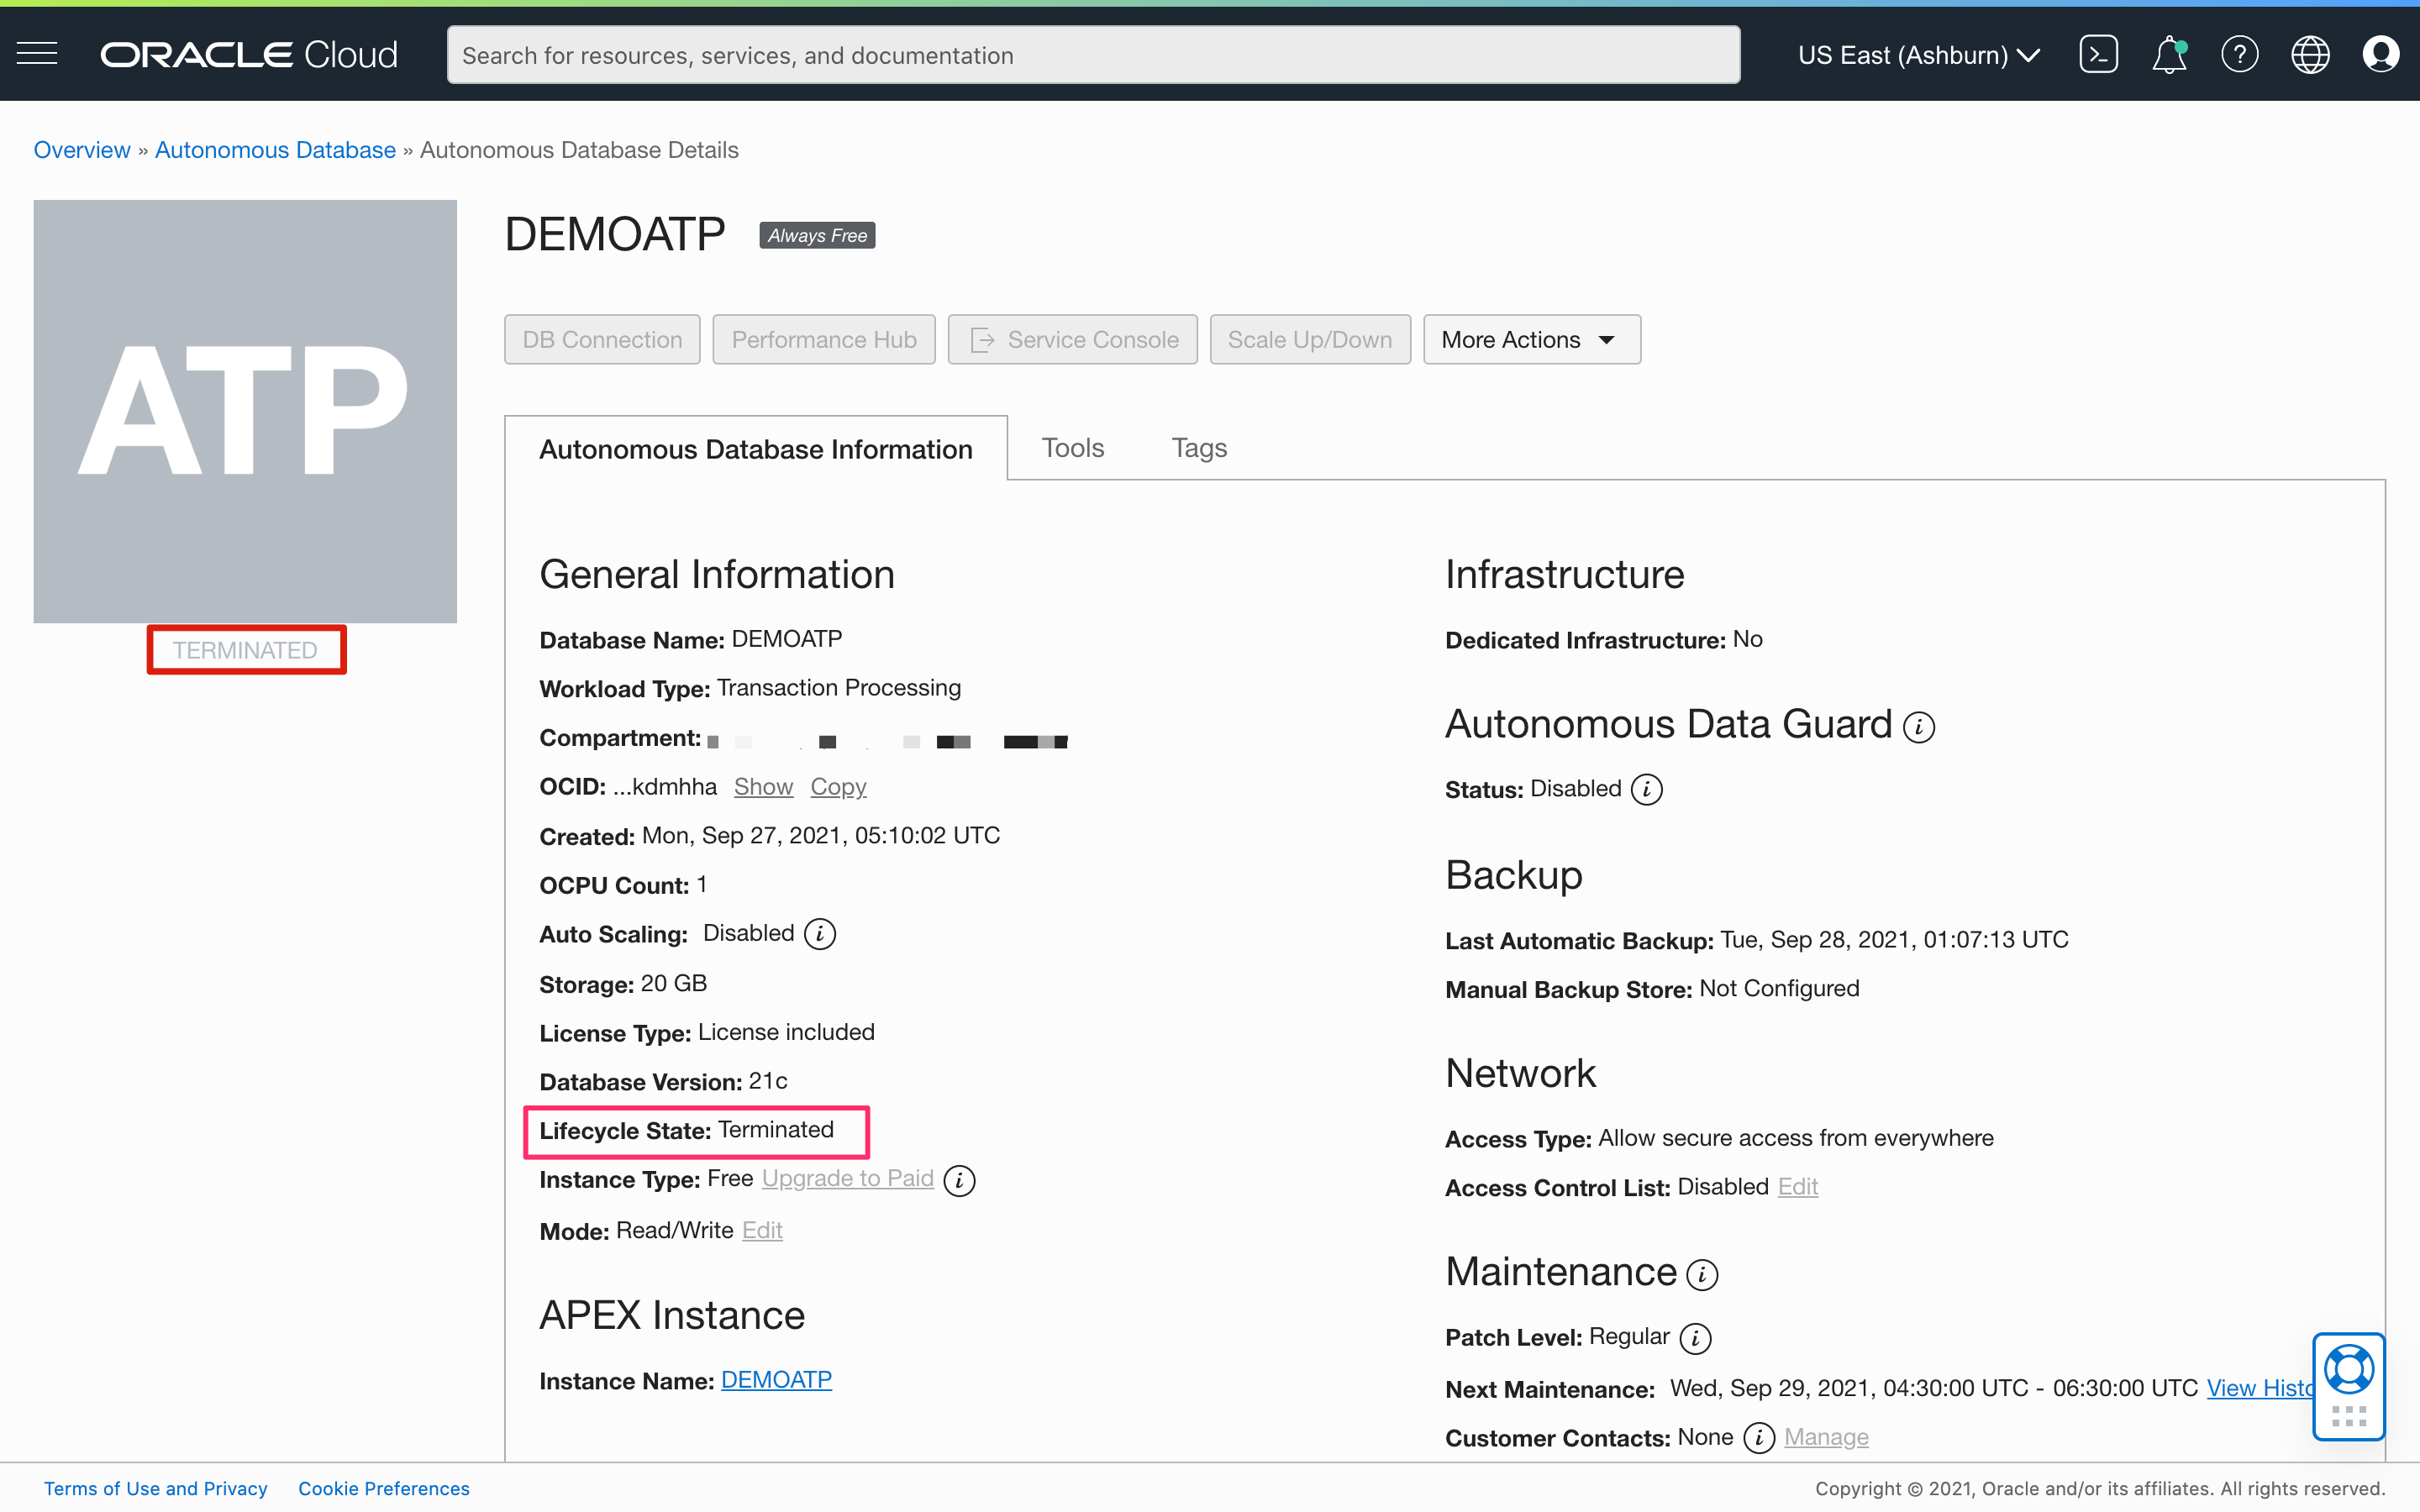 ORACLE Cloud
Search for resources, services, and documentation
US East (Ashburn)
Overview » Autonomous Database » Autonomous Database Details
ATP
TERMINATED
DEMOATP Always Free
DB Connection Performance Hub Service Console Scale Up/Down More Actions
Autonomous Database Information Tools Tags
General Information
Database Name: DEMOATP
Workload Type: Transaction Processing
Compartment:
OCID: ...kdmhha Show Copy
Created: Mon, Sep 27, 2021, 05:10:02 UTC
OCPU Count: 1
Auto Scaling: Disabled i
Storage: 20 GB
License Type: License included
Database Version: 21c
Lifecycle State: Terminated
Instance Type: Free Upgrade to Paid i
Mode: Read/Write Edit
APEX Instance
Instance Name: DEMOATP
Infrastructure
Dedicated Infrastructure: No
Autonomous Data Guard i
Status: Disabled i
Backup
Last Automatic Backup: Tue, Sep 28, 2021, 01:07:13 UTC
Manual Backup Store: Not Configured
Network
Access Type: Allow secure access from everywhere
Access Control List: Disabled Edit
Maintenance i
Patch Level: Regular i
Next Maintenance: Wed, Sep 29, 2021, 04:30:00 UTC - 06:30:00 UTC View Histo
Customer Contacts: None i Manage
Terms of Use and Privacy Cookie Preferences
Copyright © 2021, Oracle and/or its affiliates. All rights reserved.